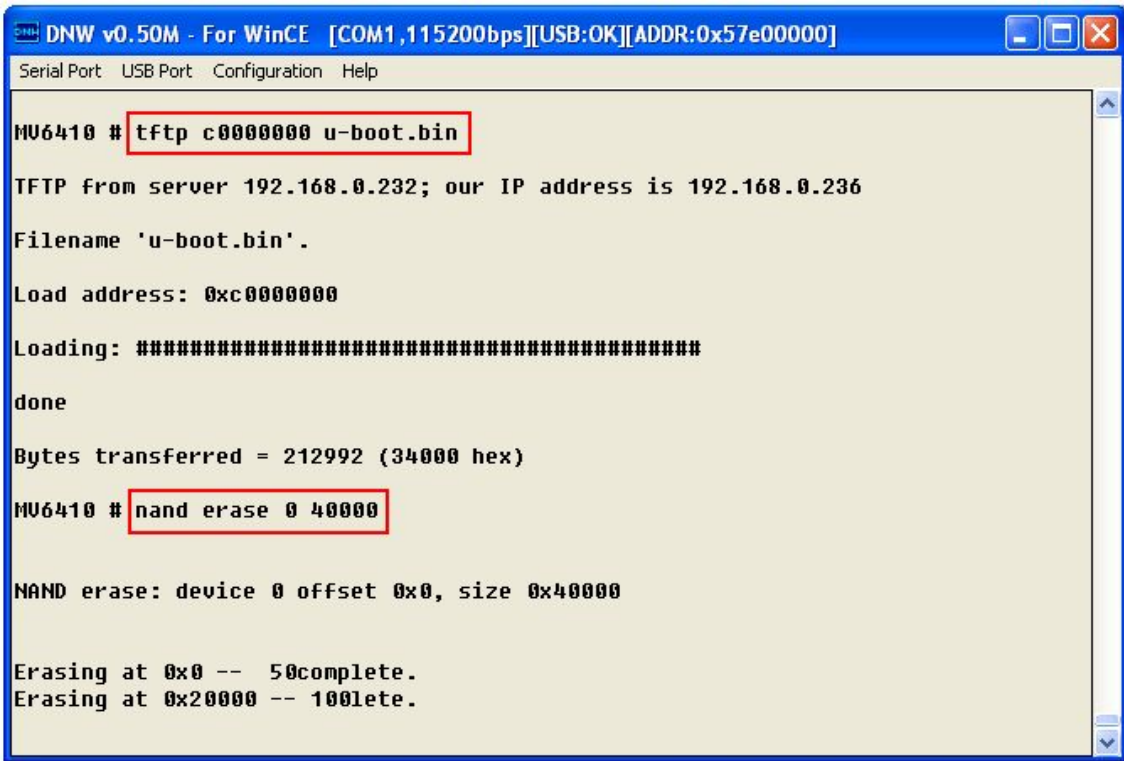 DNW v0.50M - For WinCE [COM1,115200bps][USB:OK][ADDR:0x57e00000]
Serial Port USB Port Configuration Help
MV6410 # tftp c0000000 u-boot.bin
TFTP from server 192.168.0.232; our IP address is 192.168.0.236
Filename 'u-boot.bin'.
Load address: 0xc0000000
Loading: ##########################################
done
Bytes transferred = 212992 (34000 hex)
MV6410 # nand erase 0 40000
NAND erase: device 0 offset 0x0, size 0x40000
Erasing at 0x0 --  50complete.
Erasing at 0x20000 -- 100lete.